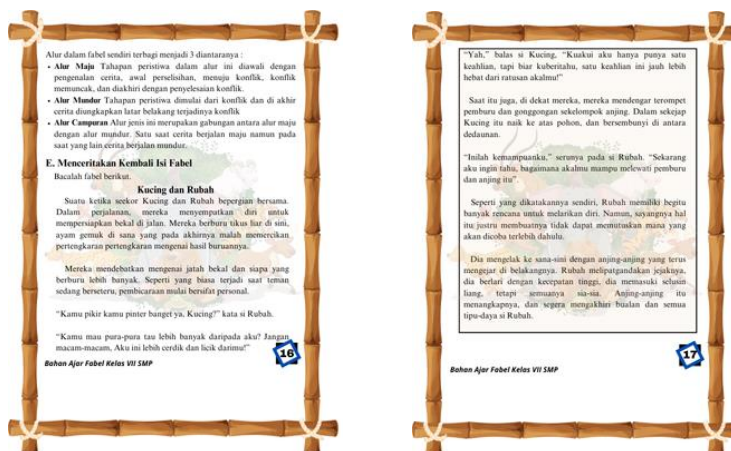 Alur dalam fabel sendiri terbagi menjadi 3 diantaranya :
• Alur Maju Tahapan peristiwa dalam alur ini diawali dengan
pengenalan cerita, awal perselisihan, menuju konflik, konflik
memuncak, dan diakhiri dengan penyelesaian konflik.
• Alur Mundur Tahapan peristiwa dimulai dari konflik dan di akhir
cerita diungkapkan latar belakang terjadinya konflik
• Alur Campuran Alur jenis ini merupakan gabungan antara alur maju
dengan alur mundur. Satu saat cerita berjalan maju namun pada
saat yang lain cerita berjalan mundur.
E. Menceritakan Kembali Isi Fabel
Bacalah fabel berikut.
Kucing dan Rubah
Suatu ketika seekor Kucing dan Rubah bepergian bersama.
Dalam perjalanan, mereka menyempatkan diri untuk
mempersiapkan bekal di jalan. Mereka berburu tikus liar di sini,
ayam gemuk di sana yang pada akhirnya malah memercikan
pertengkaran pertengkaran mengenai hasil buruannya.
Mereka mendebatkan mengenai jatah bekal dan siapa yang
berburu lebih banyak. Seperti yang biasa terjadi saat teman
sedang berseteru, pembicaraan mulai bersifat personal.
“Kamu pikir kamu pinter banget ya, Kucing?” kata si Rubah.
“Kamu mau pura-pura tau lebih banyak daripada aku? Jangan
macam-macam, Aku ini lebih cerdik dan licik darimu!”
16
Bahan Ajar Fabel Kelas VII SMP
“Yah,” balas si Kucing, “Kuakui aku hanya punya satu
keahlian, tapi biar kuberitahu, satu keahlian ini jauh lebih
hebat dari ratusan akalmu!”
Saat itu juga, di dekat mereka, mereka mendengar terompet
pemburu dan gonggongan sekelompok anjing. Dalam sekejap
Kucing itu naik ke atas pohon, dan bersembunyi di antara
dedaunan.
“Inilah kemampuanku,” serunya pada si Rubah. “Sekarang
aku ingin tahu, bagaimana akalmu mampu melewati pemburu
dan anjing itu”.
Seperti yang dikatakannya sendiri, Rubah memiliki begitu
banyak rencana untuk melarikan diri. Namun, sayangnya hal
itu justru membuatnya tidak dapat memutuskan mana yang
akan dicoba terlebih dahulu.
Dia mengelak ke sana-sini dengan anjing-anjing yang terus
mengejar di belakangnya. Rubah melipatgandakan jejaknya,
dia berlari dengan kecepatan tinggi, dia memasuki selusin
liang, tetapi semuanya sia-sia. Anjing-anjing itu
menangkapnya, dan segera mengakhiri bualan dan semua
tipu-daya si Rubah.
17
Bahan Ajar Fabel Kelas VII SMP